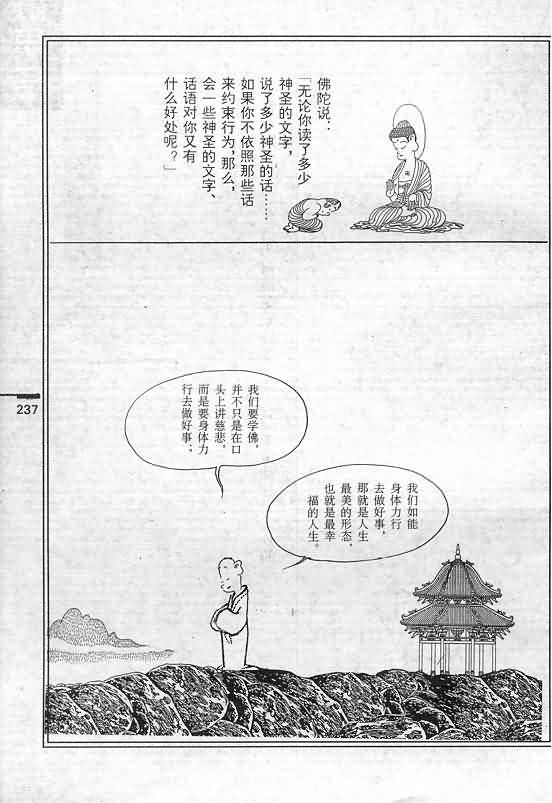 佛陀说：
「无论你读了多少
神圣的文字，
说了多少神圣的话……
如果你不依照那些话
来约束行为，那么，
会一些神圣的文字、
话语对你又有
什么好处呢？」
我们要学佛，
并不只是在口
头上讲慈悲，
而是要身体力
行去做好事；
我们如能
身体力行
去做好事，
那就是人生
最美的形态，
也就是最幸
福的人生。
237